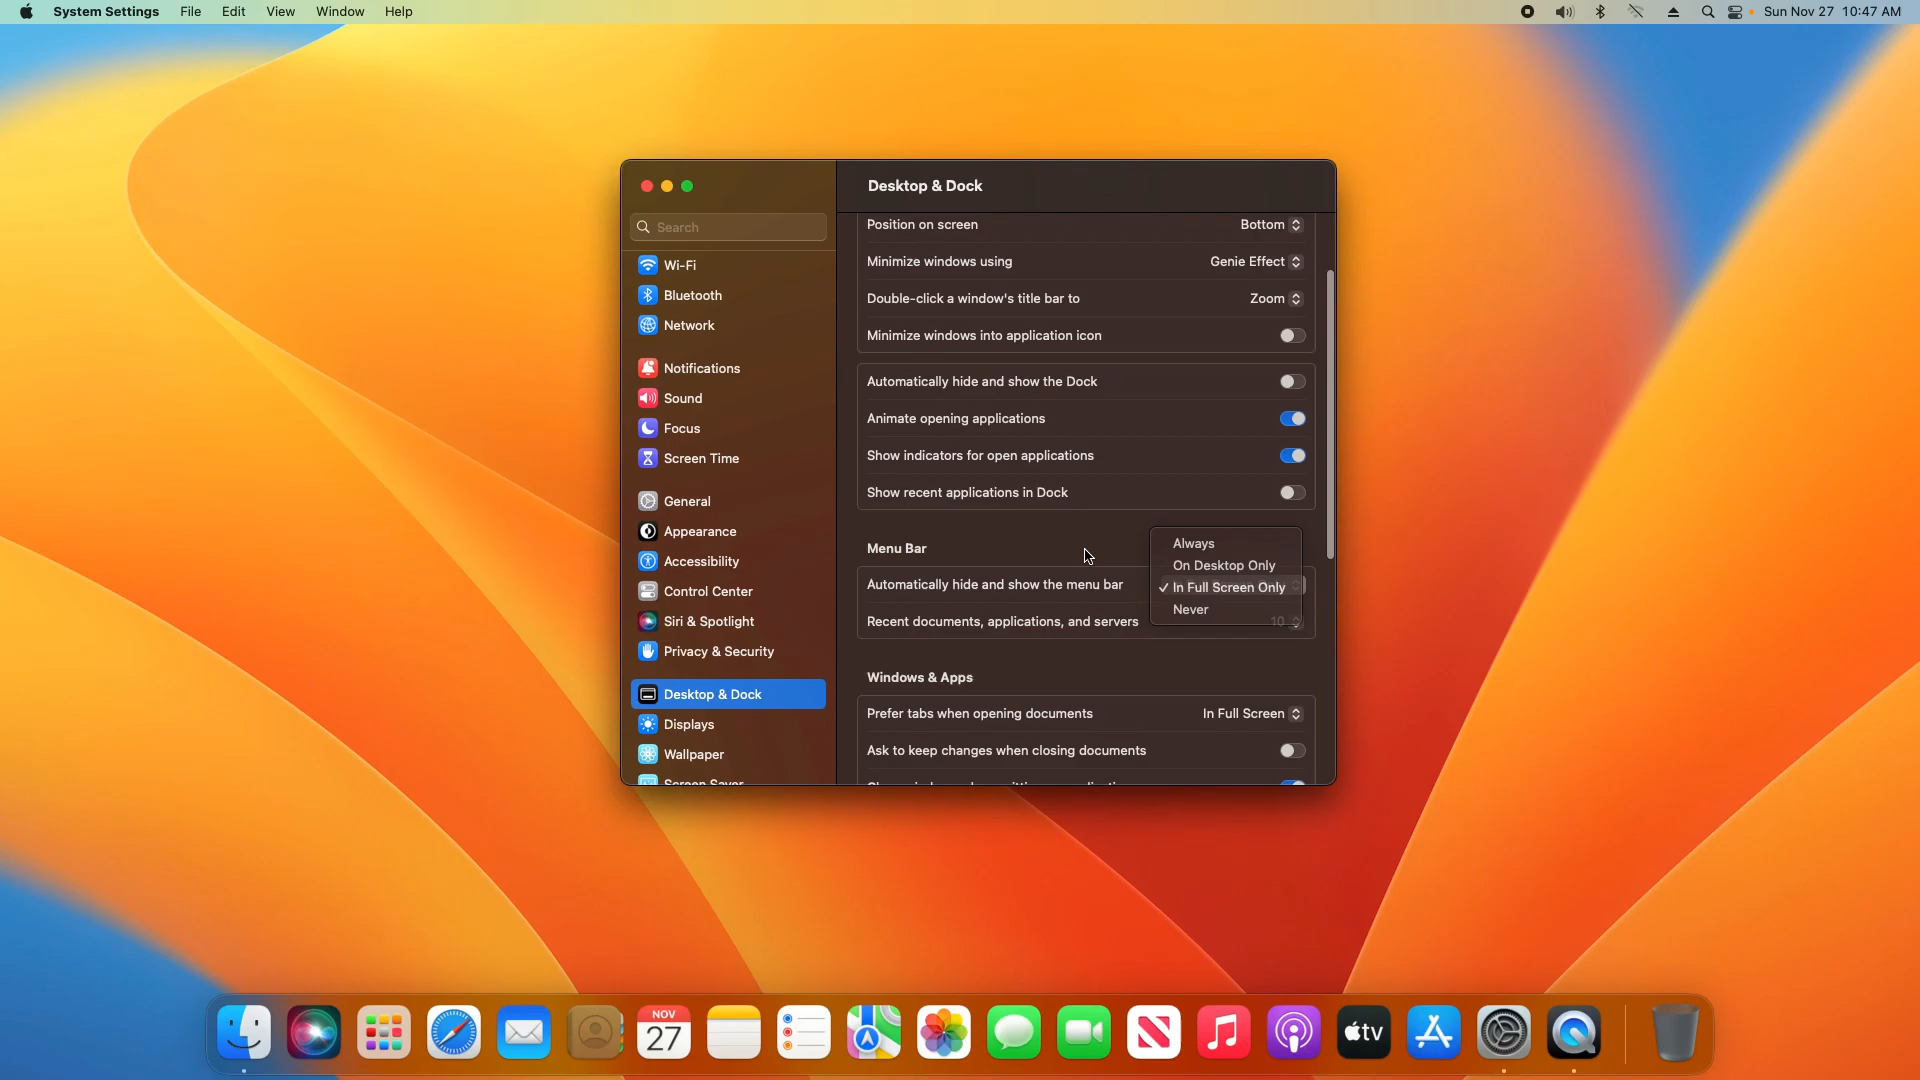 System Settings File Edit View Window Help Sun Nov 27 10:47 AM
Desktop & Dock
Search
Wi-Fi
Bluetooth
Network
Notifications
Sound
Focus
Screen Time
General
Appearance
Accessibility
Control Center
Siri & Spotlight
Privacy & Security
Desktop & Dock
Displays
Wallpaper
Screen Saver
Position on screen Bottom
Minimize windows using Genie Effect
Double-click a window's title bar to Zoom
Minimize windows into application icon
Automatically hide and show the Dock
Animate opening applications
Show indicators for open applications
Show recent applications in Dock
Menu Bar
Automatically hide and show the menu bar
Always
On Desktop Only
✓ In Full Screen Only
Never
Recent documents, applications, and servers 10
Windows & Apps
Prefer tabs when opening documents In Full Screen
Ask to keep changes when closing documents
NOV
27
tv